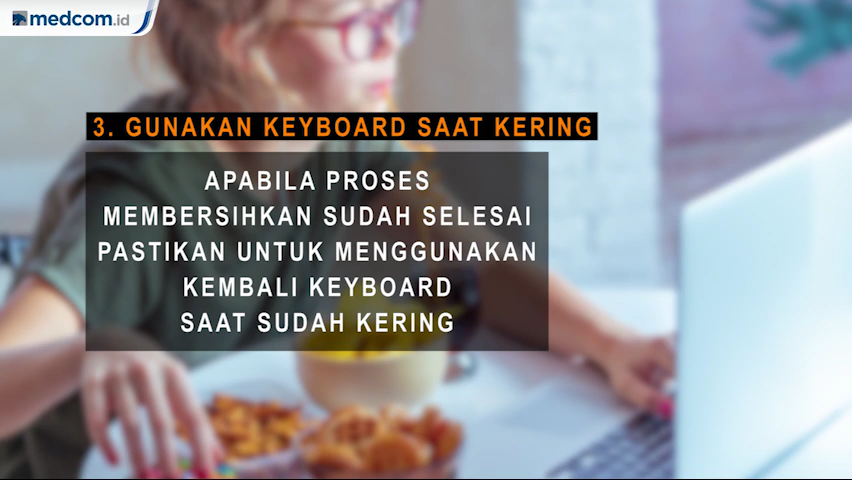 medcom.id
3. GUNAKAN KEYBOARD SAAT KERING
APABILA PROSES
MEMBERSIHKAN SUDAH SELESAI
PASTIKAN UNTUK MENGGUNAKAN
KEMBALI KEYBOARD
SAAT SUDAH KERING